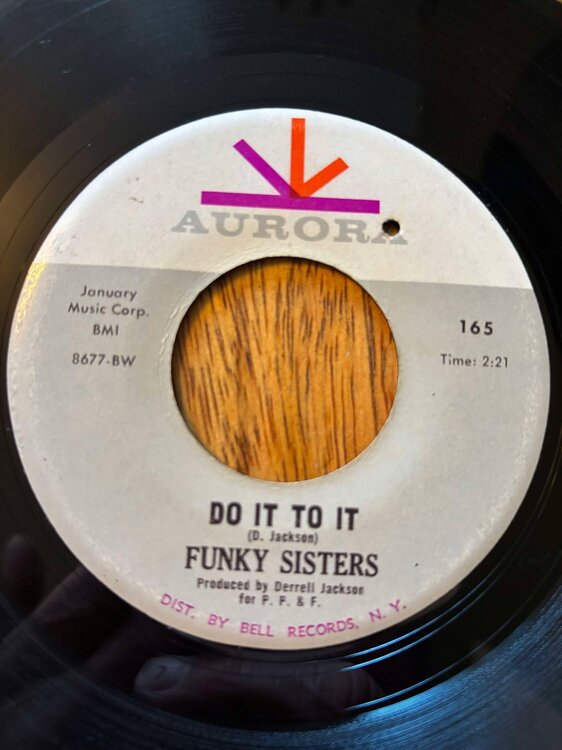 AURORA
January
Music Corp.
BMI
8677-BW
165
Time: 2:21
DO IT TO IT
(D. Jackson)
FUNKY SISTERS
Produced by Derrell Jackson
for P. P. & F.
DIST. BY BELL RECORDS, N. Y.